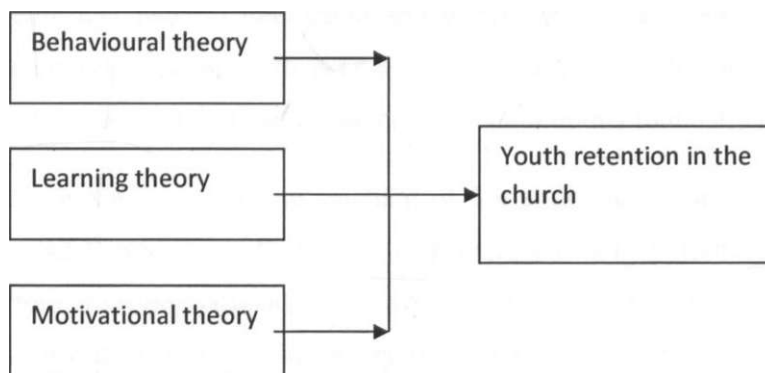 Behavioural theory
Learning theory
Motivational theory
Youth retention in the
church